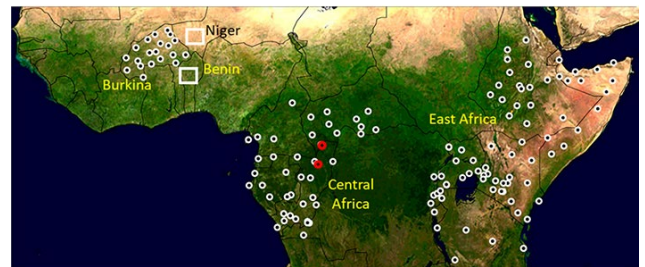 Niger
Benin
Burkina
East Africa
Central
Africa